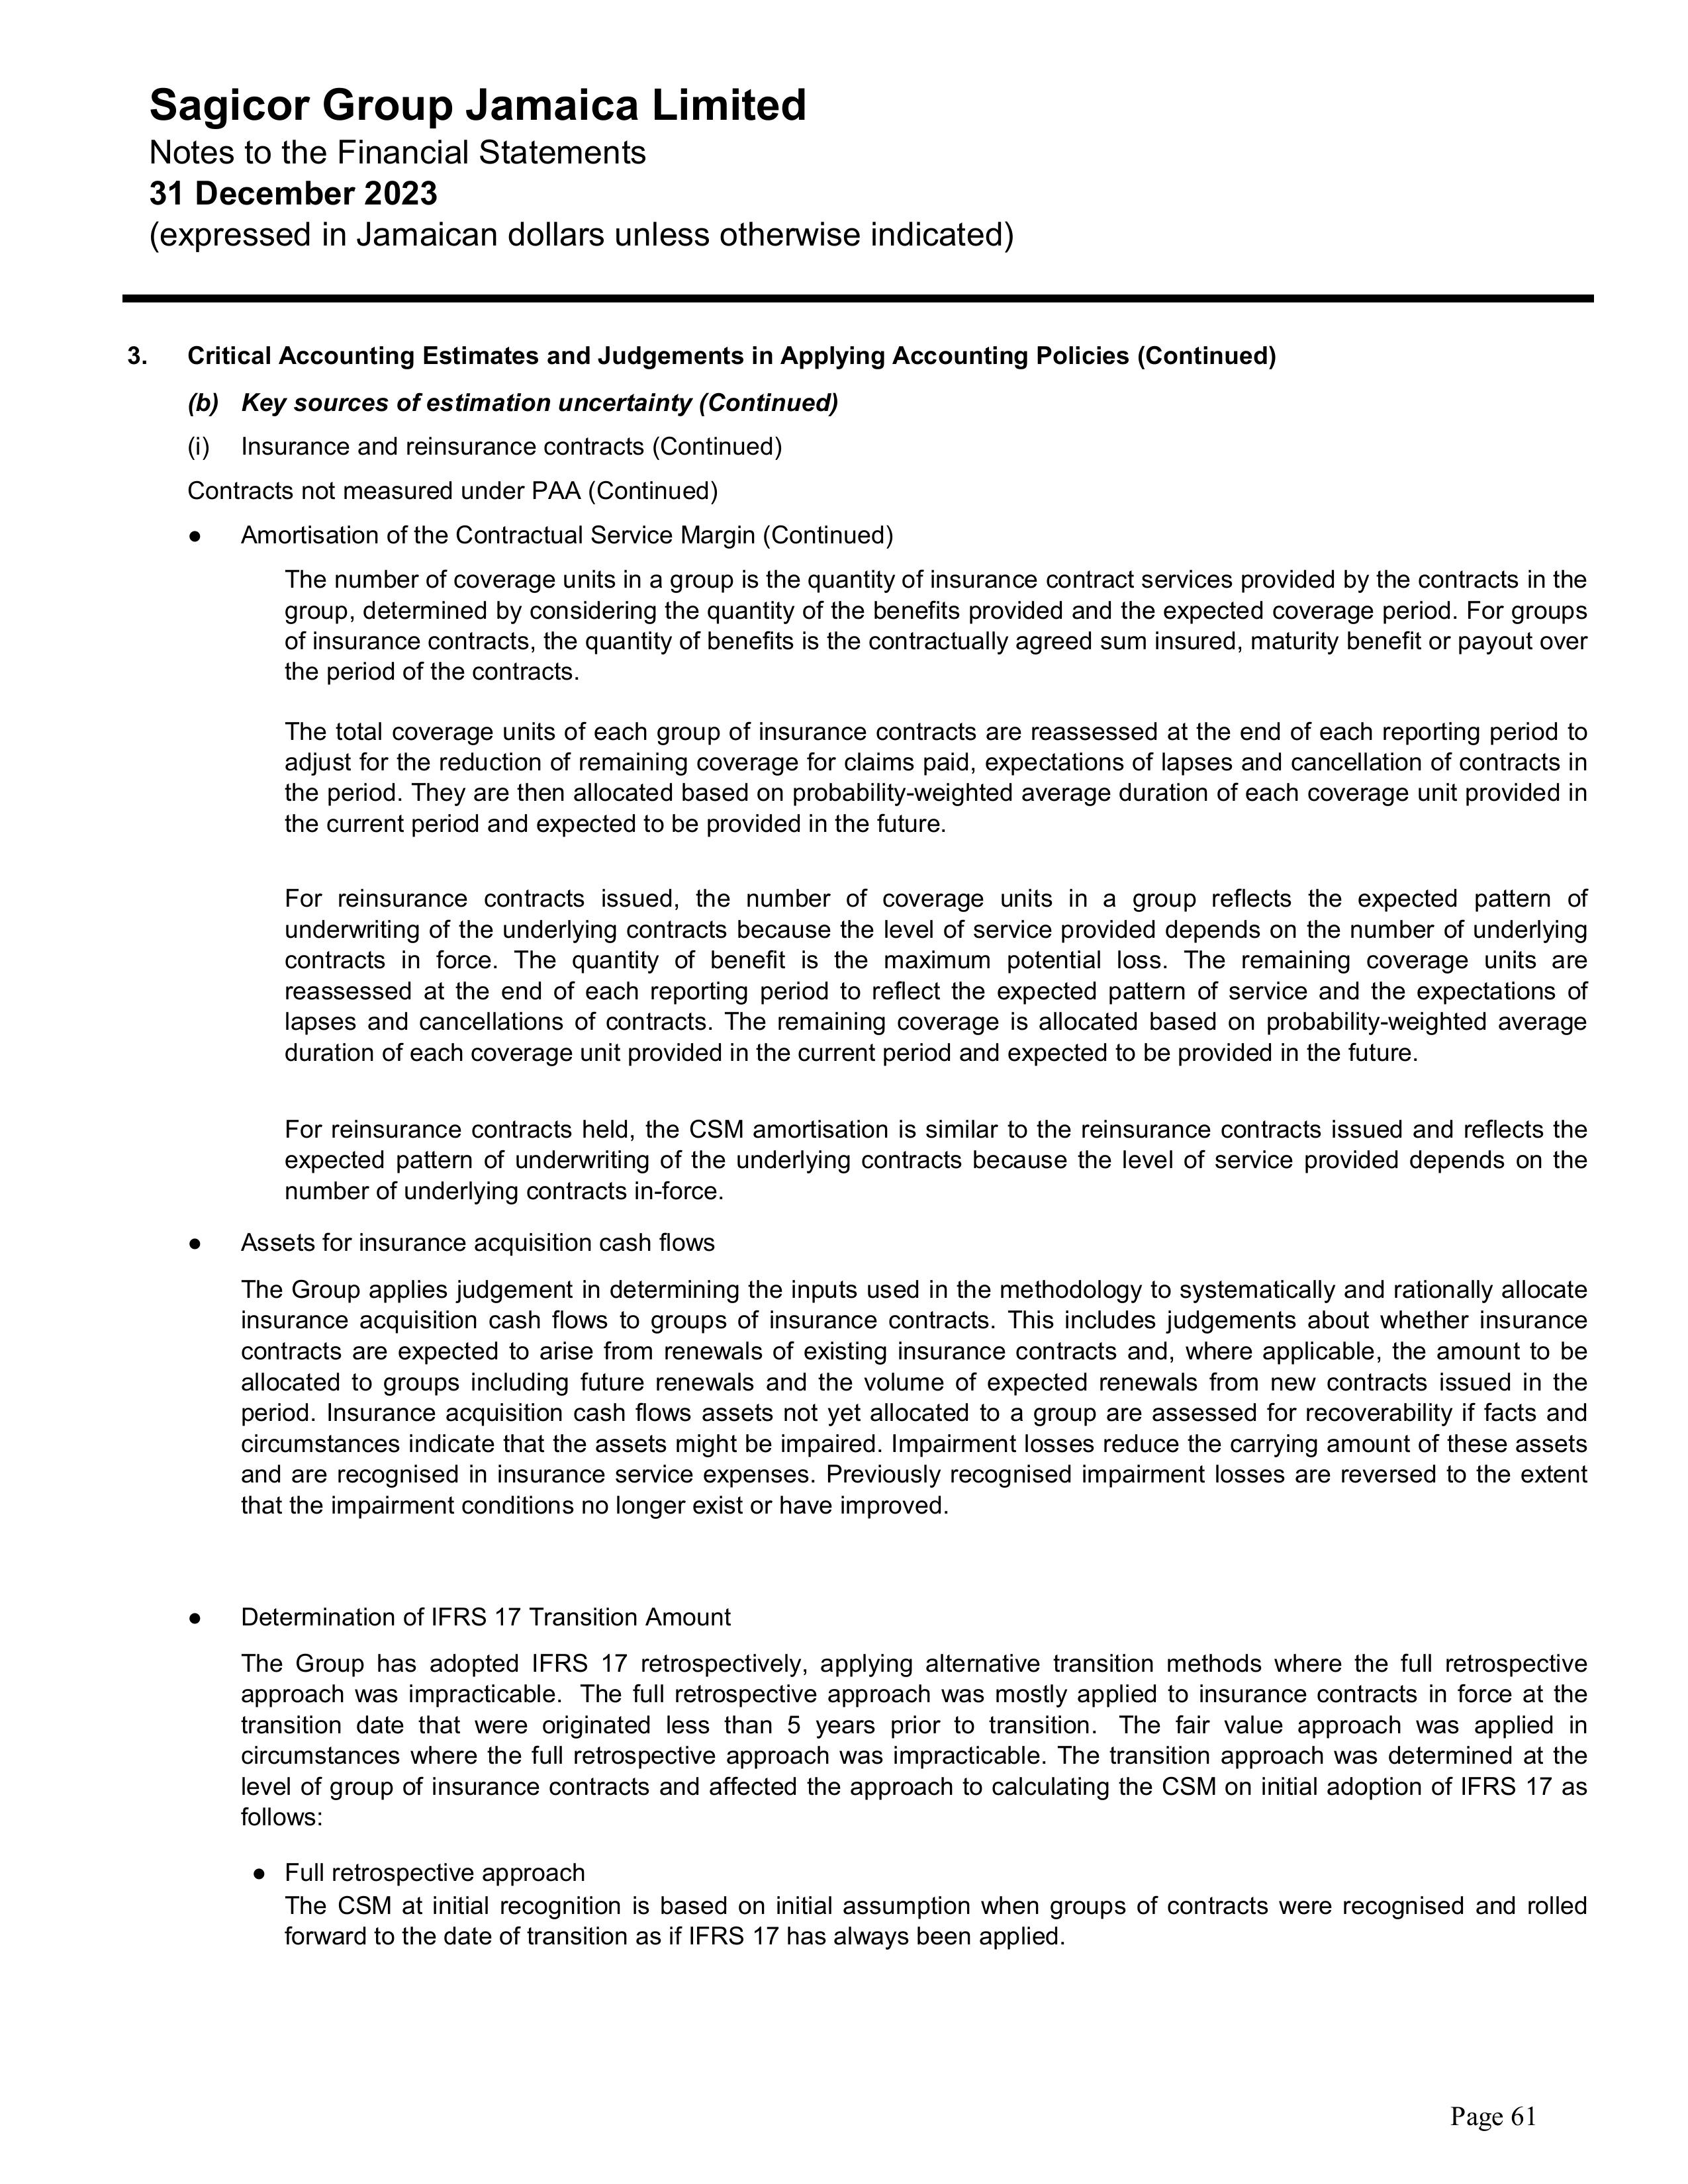 Sagicor Group Jamaica Limited
Notes to the Financial Statements
31 December 2023
(expressed in Jamaican dollars unless otherwise indicated)
3. Critical Accounting Estimates and Judgements in Applying Accounting Policies (Continued)
(b) Key sources of estimation uncertainty (Continued)
(i) Insurance and reinsurance contracts (Continued)
Contracts not measured under PAA (Continued)
● Amortisation of the Contractual Service Margin (Continued)
The number of coverage units in a group is the quantity of insurance contract services provided by the contracts in the
group, determined by considering the quantity of the benefits provided and the expected coverage period. For groups
of insurance contracts, the quantity of benefits is the contractually agreed sum insured, maturity benefit or payout over
the period of the contracts.
The total coverage units of each group of insurance contracts are reassessed at the end of each reporting period to
adjust for the reduction of remaining coverage for claims paid, expectations of lapses and cancellation of contracts in
the period. They are then allocated based on probability-weighted average duration of each coverage unit provided in
the current period and expected to be provided in the future.
For reinsurance contracts issued, the number of coverage units in a group reflects the expected pattern of
underwriting of the underlying contracts because the level of service provided depends on the number of underlying
contracts in force. The quantity of benefit is the maximum potential loss. The remaining coverage units are
reassessed at the end of each reporting period to reflect the expected pattern of service and the expectations of
lapses and cancellations of contracts. The remaining coverage is allocated based on probability-weighted average
duration of each coverage unit provided in the current period and expected to be provided in the future.
For reinsurance contracts held, the CSM amortisation is similar to the reinsurance contracts issued and reflects the
expected pattern of underwriting of the underlying contracts because the level of service provided depends on the
number of underlying contracts in-force.
● Assets for insurance acquisition cash flows
The Group applies judgement in determining the inputs used in the methodology to systematically and rationally allocate
insurance acquisition cash flows to groups of insurance contracts. This includes judgements about whether insurance
contracts are expected to arise from renewals of existing insurance contracts and, where applicable, the amount to be
allocated to groups including future renewals and the volume of expected renewals from new contracts issued in the
period. Insurance acquisition cash flows assets not yet allocated to a group are assessed for recoverability if facts and
circumstances indicate that the assets might be impaired. Impairment losses reduce the carrying amount of these assets
and are recognised in insurance service expenses. Previously recognised impairment losses are reversed to the extent
that the impairment conditions no longer exist or have improved.
● Determination of IFRS 17 Transition Amount
The Group has adopted IFRS 17 retrospectively, applying alternative transition methods where the full retrospective
approach was impracticable. The full retrospective approach was mostly applied to insurance contracts in force at the
transition date that were originated less than 5 years prior to transition. The fair value approach was applied in
circumstances where the full retrospective approach was impracticable. The transition approach was determined at the
level of group of insurance contracts and affected the approach to calculating the CSM on initial adoption of IFRS 17 as
follows:
● Full retrospective approach
The CSM at initial recognition is based on initial assumption when groups of contracts were recognised and rolled
forward to the date of transition as if IFRS 17 has always been applied.
Page 61